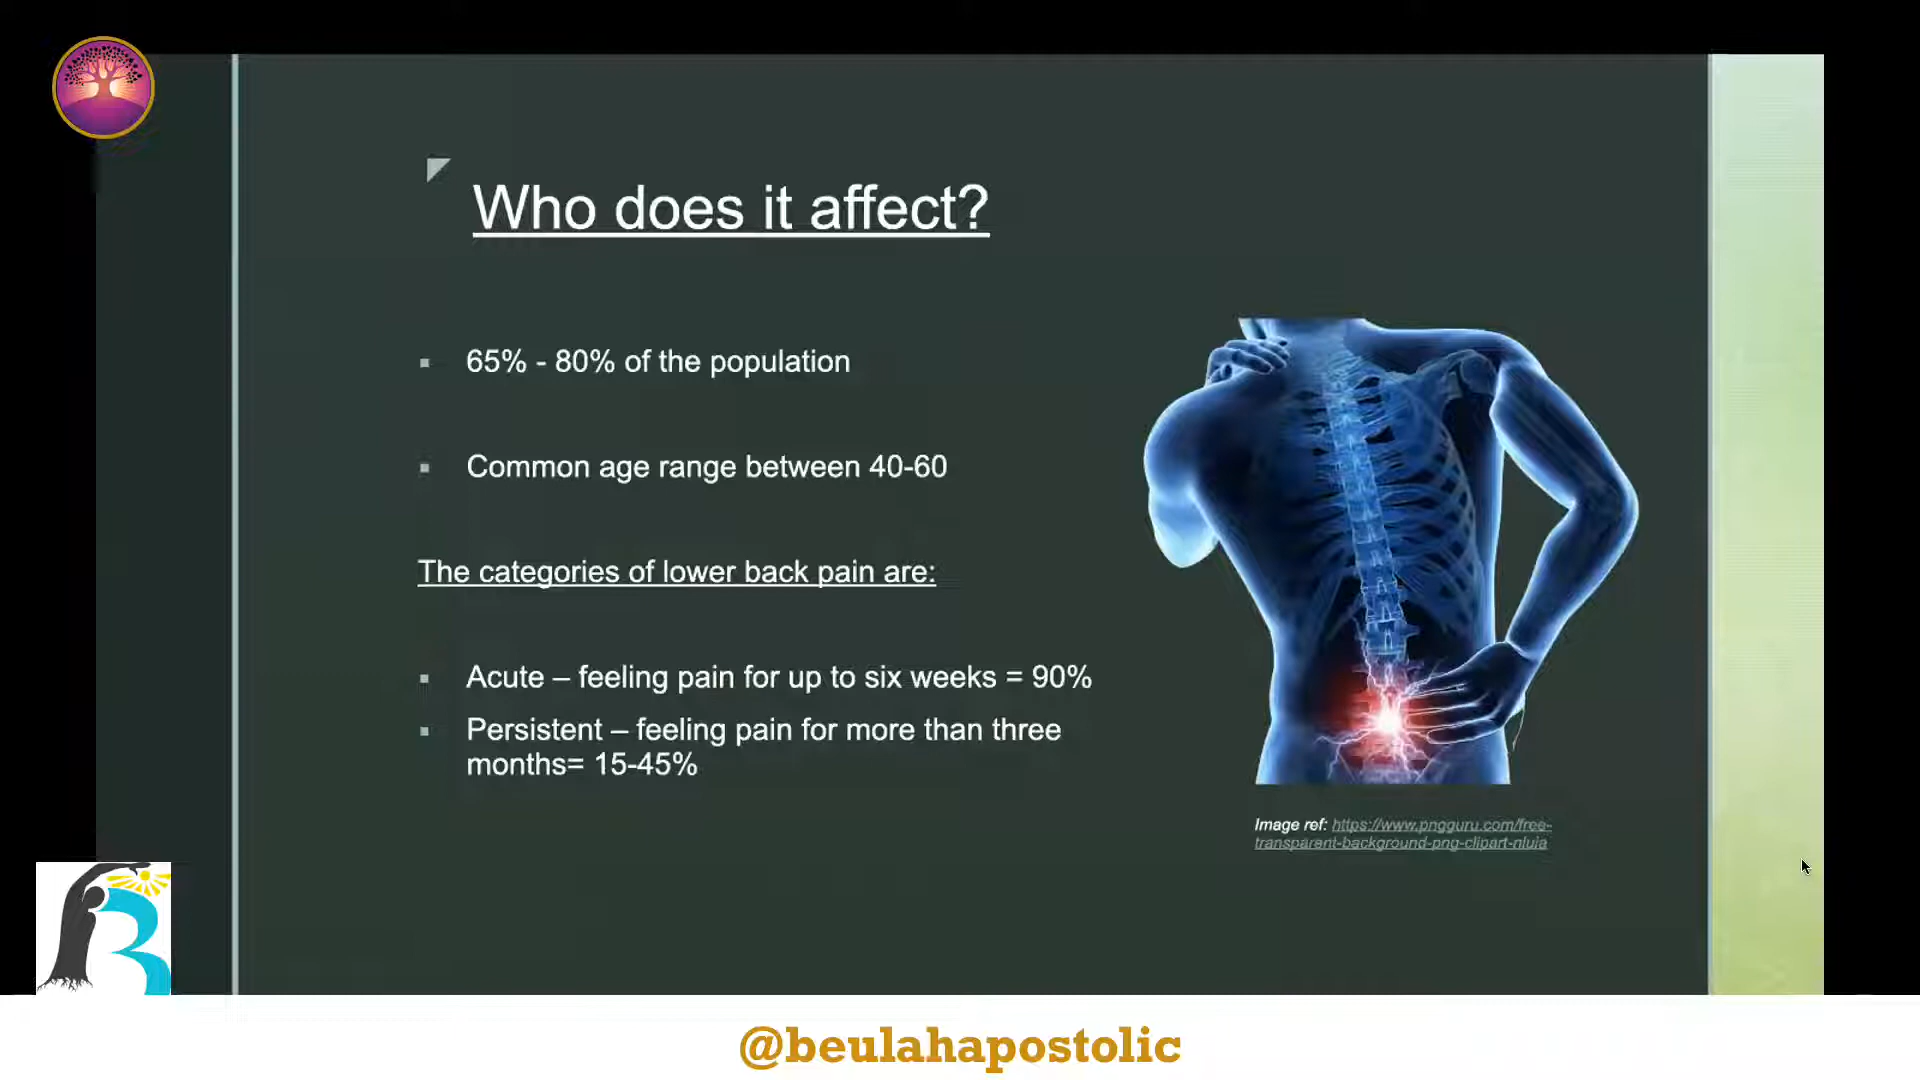 Who does it affect?
65% - 80% of the population
Common age range between 40-60
The categories of lower back pain are:
Acute – feeling pain for up to six weeks = 90%
Persistent – feeling pain for more than three
months= 15-45%
Image ref: https://www.pngguru.com/free-
transparent-background-png-clipart-nluia
B
@beulahapostolic